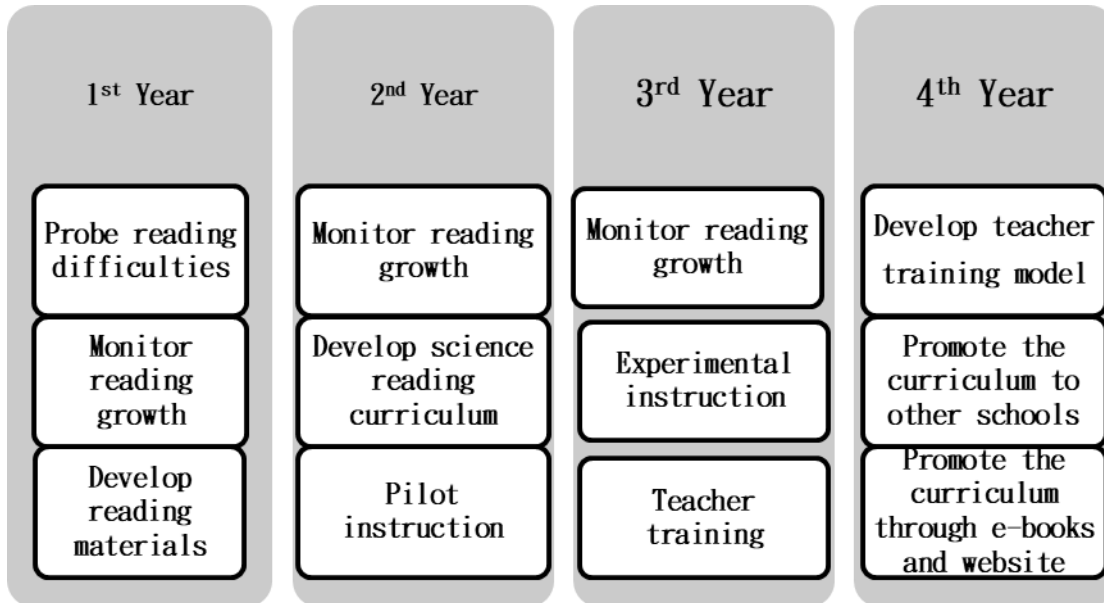 1st Year
Probe reading
difficulties
Monitor
reading
growth
Develop
reading
materials
2nd Year
Monitor reading
growth
Develop science
reading
curriculum
Pilot
instruction
3rd Year
Monitor reading
growth
Experimental
instruction
Teacher
training
4th Year
Develop teacher
training model
Promote the
curriculum to
other schools
Promote the
curriculum
through e-books
and website